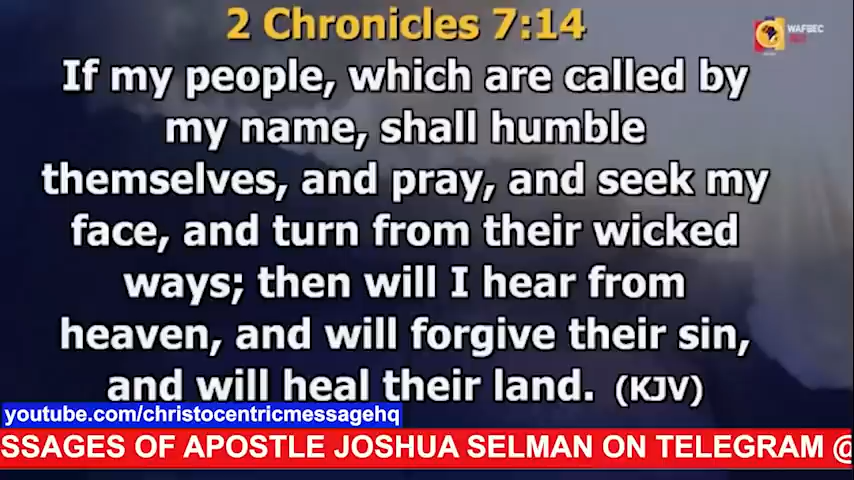 2 Chronicles 7:14
WAFBEC
If my people, which are called by
my name, shall humble
themselves, and pray, and seek my
face, and turn from their wicked
ways; then will I hear from
heaven, and will forgive their sin,
and will heal their land. (KJV)
youtube.com/christocentricmessagehq
SSAGES OF APOSTLE JOSHUA SELMAN ON TELEGRAM @